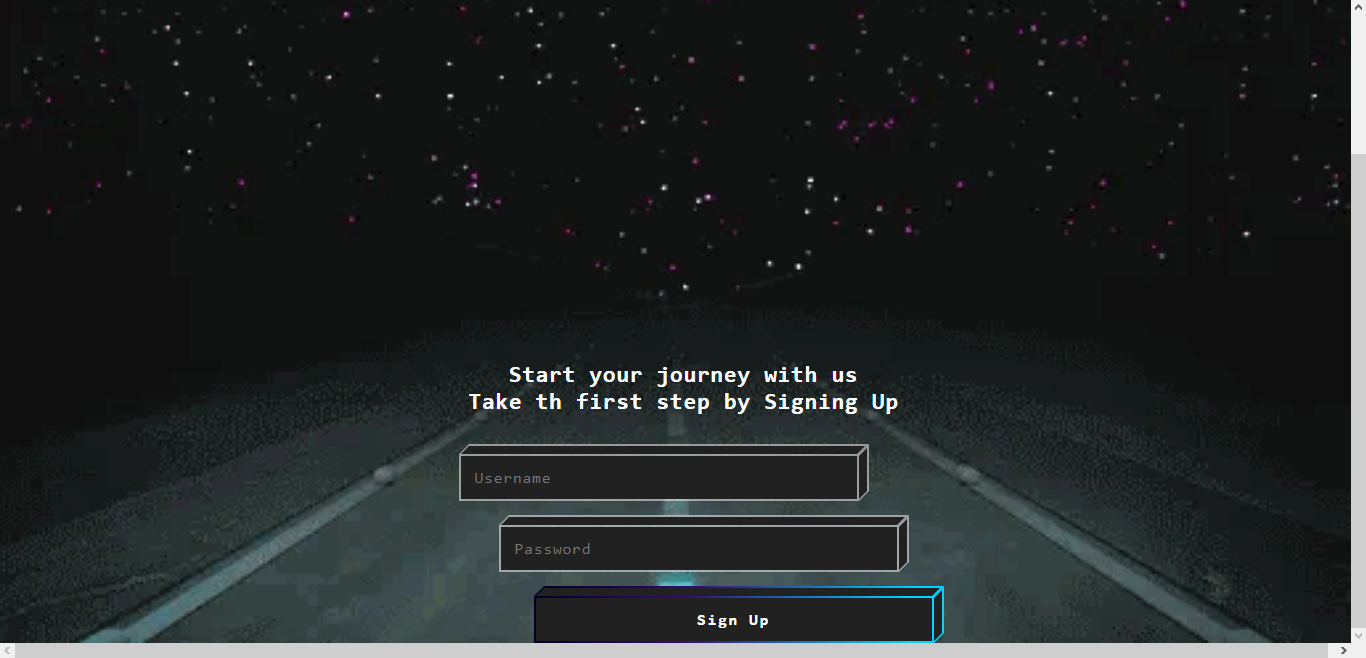 Start your journey with us
Take th first step by Signing Up
Username
Password
Sign Up